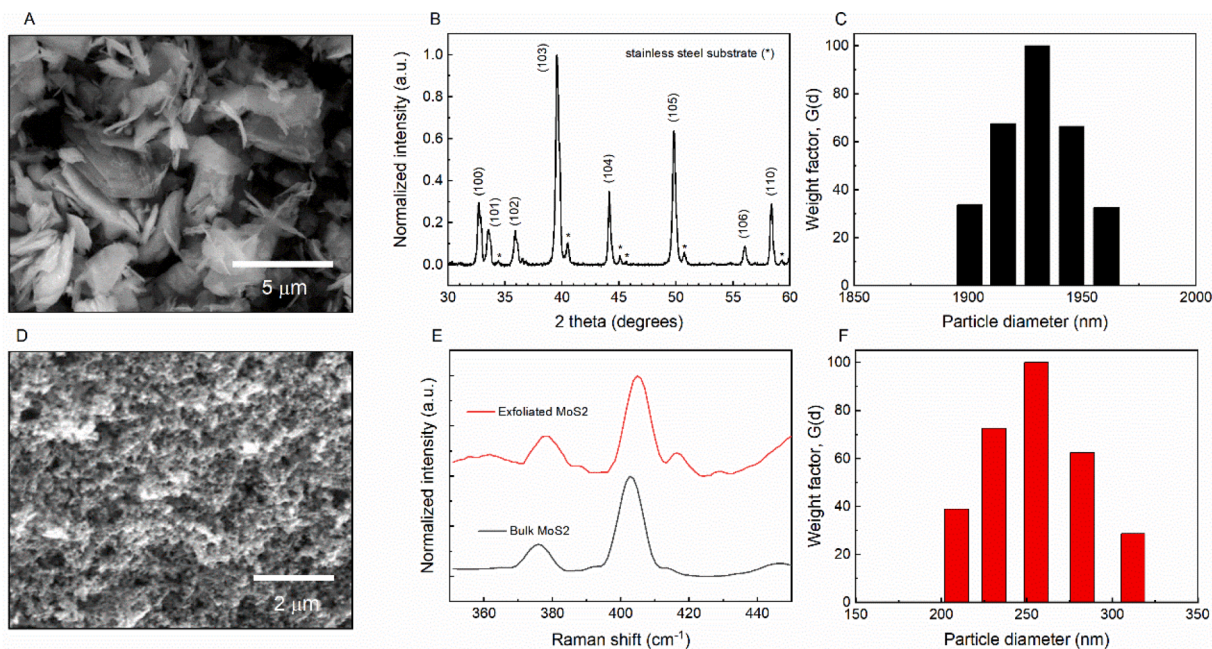 A
5 μm
B
Normalized intensity (a.u.)
1.0
0.8
0.6
0.4
0.2
0.0
stainless steel substrate (*)
(100)
(101)
*
(102)
(103)
*
(104)
*
*
(105)
*
(106)
(110)
*
30 35 40 45 50 55 60
2 theta (degrees)
C
Weight factor, G(d)
100
80
60
40
20
0
1850 1900 1950 2000
Particle diameter (nm)
D
2 μm
E
Normalized intensity (a.u.)
Exfoliated MoS2
Bulk MoS2
360 380 400 420 440
Raman shift (cm⁻¹)
F
Weight factor, G(d)
100
80
60
40
20
0
150 200 250 300 350
Particle diameter (nm)